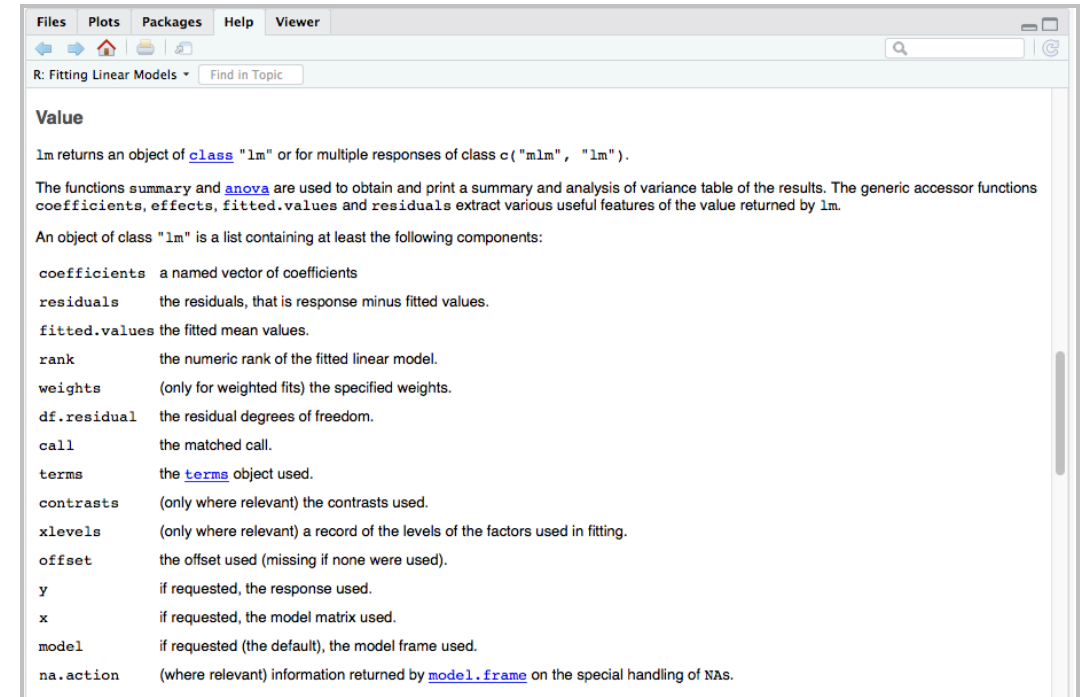 Files Plots Packages Help Viewer
R: Fitting Linear Models Find in Topic
Value
lm returns an object of class "lm" or for multiple responses of class c("mlm", "lm").
The functions summary and anova are used to obtain and print a summary and analysis of variance table of the results. The generic accessor functions
coefficients, effects, fitted.values and residuals extract various useful features of the value returned by lm.
An object of class "lm" is a list containing at least the following components:
coefficients a named vector of coefficients
residuals the residuals, that is response minus fitted values.
fitted.values the fitted mean values.
rank the numeric rank of the fitted linear model.
weights (only for weighted fits) the specified weights.
df.residual the residual degrees of freedom.
call the matched call.
terms the terms object used.
contrasts (only where relevant) the contrasts used.
xlevels (only where relevant) a record of the levels of the factors used in fitting.
offset the offset used (missing if none were used).
y if requested, the response used.
x if requested, the model matrix used.
model if requested (the default), the model frame used.
na.action (where relevant) information returned by model.frame on the special handling of NAs.